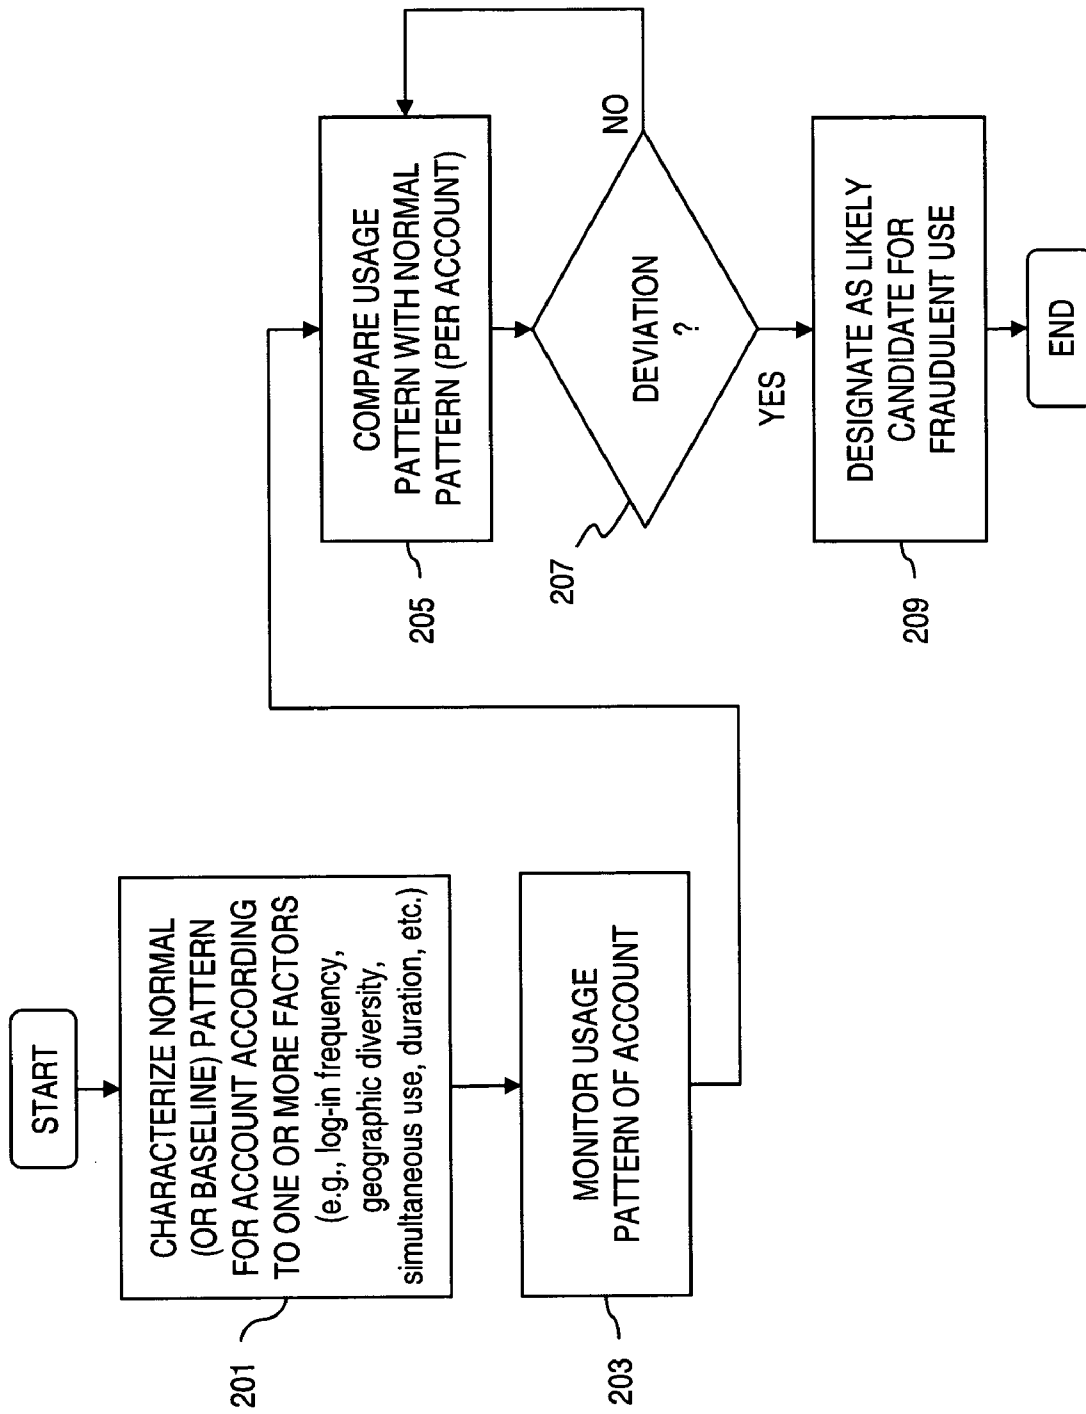 START
CHARACTERIZE NORMAL
(OR BASELINE) PATTERN
FOR ACCOUNT ACCORDING
TO ONE OR MORE FACTORS
(e.g., log-in frequency,
geographic diversity,
simultaneous use, duration, etc.)
201
MONITOR USAGE
PATTERN OF ACCOUNT
203
COMPARE USAGE
PATTERN WITH NORMAL
PATTERN (PER ACCOUNT)
205
DEVIATION
?
207
NO
YES
DESIGNATE AS LIKELY
CANDIDATE FOR
FRAUDULENT USE
209
END